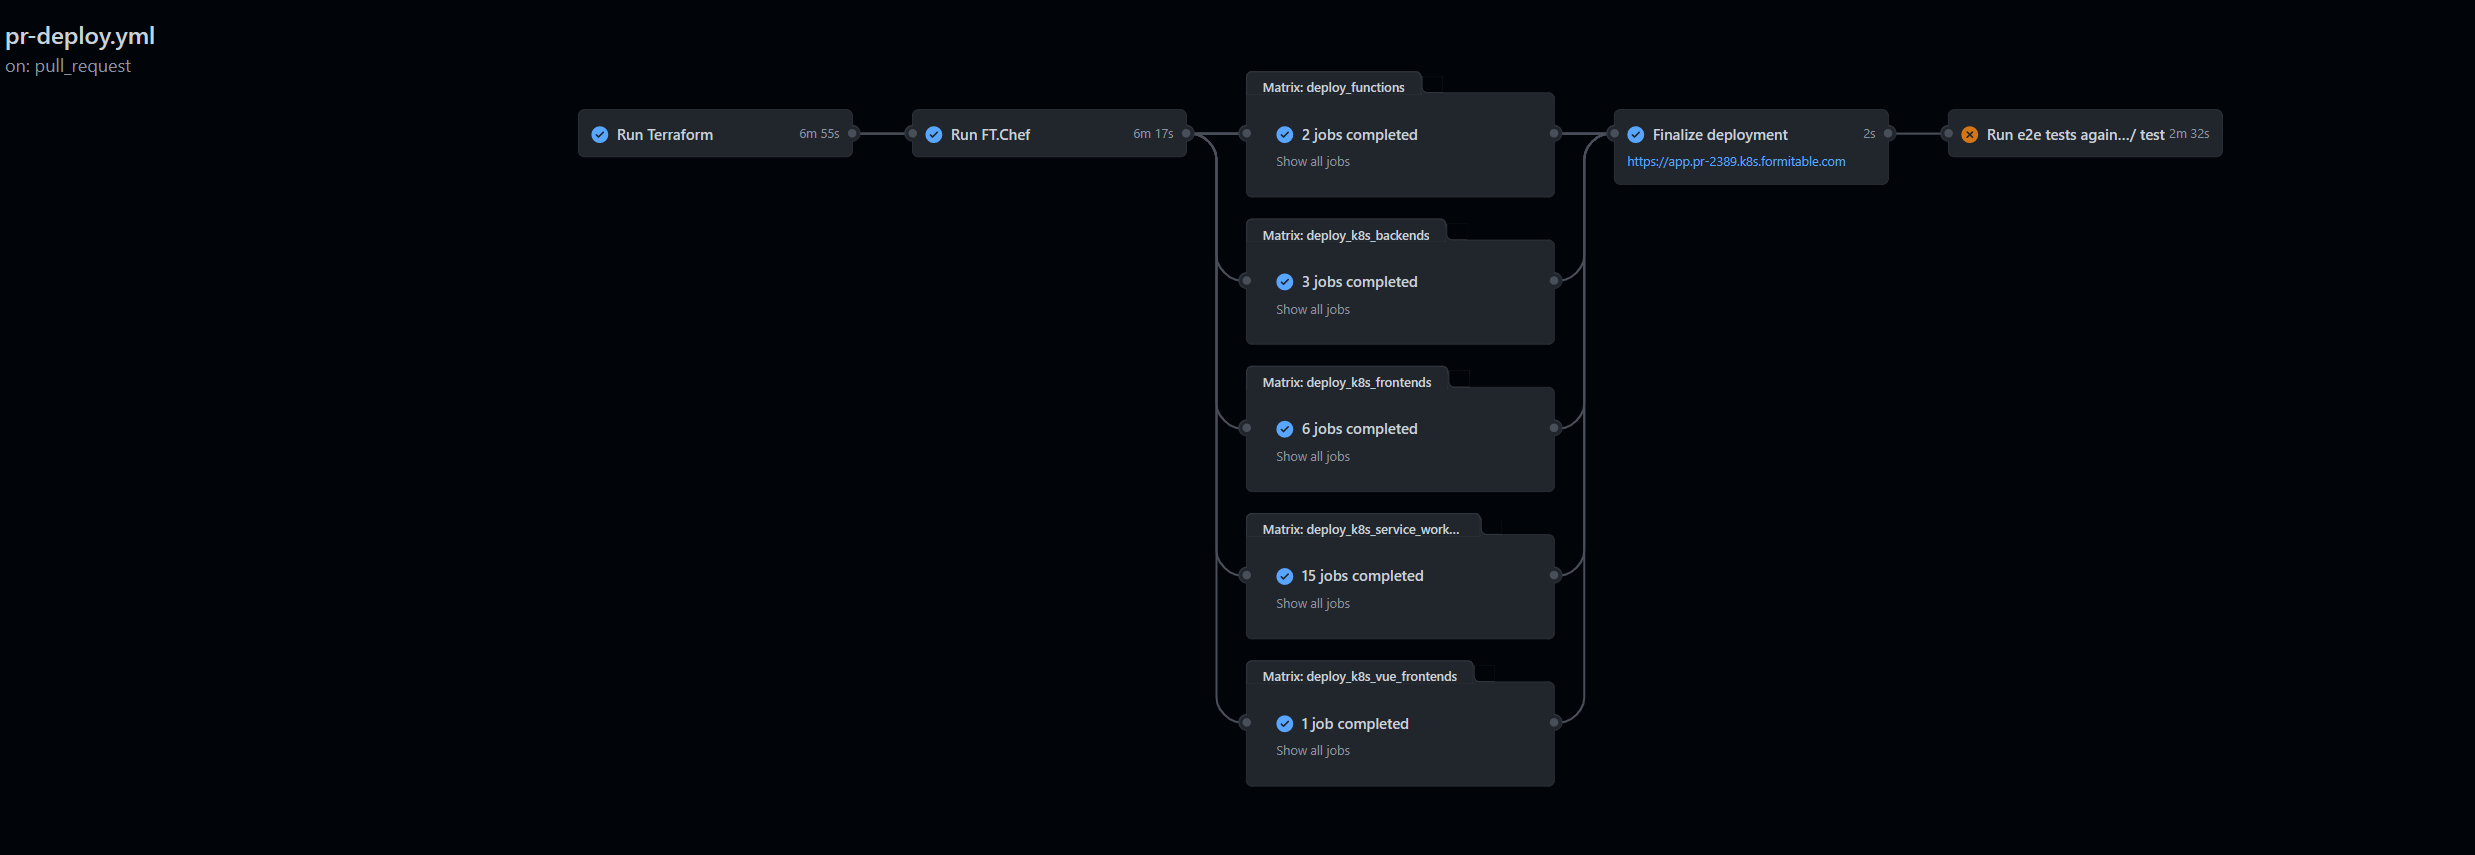 pr-deploy.yml
on: pull_request
Run Terraform 6m 55s
Run FT.Chef 6m 17s
Matrix: deploy_functions
2 jobs completed
Show all jobs
Matrix: deploy_k8s_backends
3 jobs completed
Show all jobs
Matrix: deploy_k8s_frontends
6 jobs completed
Show all jobs
Matrix: deploy_k8s_service_work...
15 jobs completed
Show all jobs
Matrix: deploy_k8s_vue_frontends
1 job completed
Show all jobs
Finalize deployment 2s
https://app.pr-2389.k8s.formitable.com
Run e2e tests again.../ test 2m 32s